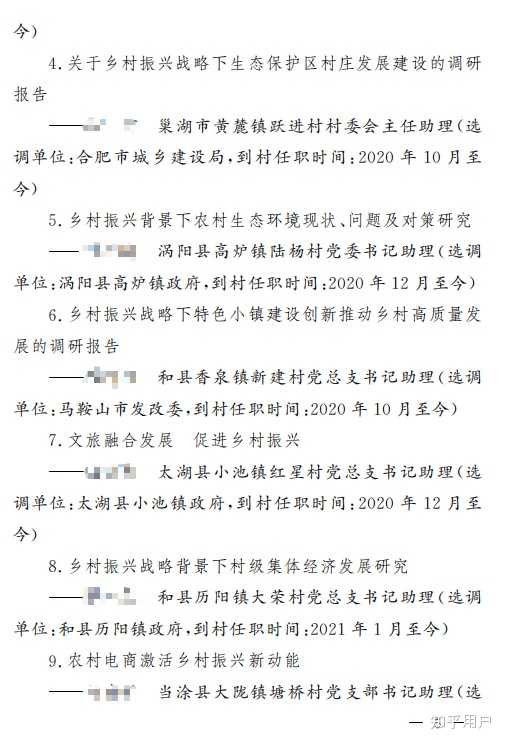 今)
4.关于乡村振兴战略下生态保护区村庄发展建设的调研
报告
—— 巢湖市黄麓镇跃进村村委会主任助理(选
调单位:合肥市城乡建设局,到村任职时间:2020 年 10 月至
今)
5.乡村振兴背景下农村生态环境现状、问题及对策研究
—— 涡阳县高炉镇陆杨村党委书记助理(选调
单位:涡阳县高炉镇政府,到村任职时间:2020 年 12 月至今)
6.乡村振兴战略下特色小镇建设创新推动乡村高质量发
展的调研报告
—— 和县香泉镇新建村党总支书记助理(选调
单位:马鞍山市发改委,到村任职时间:2020 年 10 月至今)
7.文旅融合发展 促进乡村振兴
—— 太湖县小池镇红星村党总支书记助理(选
调单位:太湖县小池镇政府,到村任职时间:2020 年 12 月至
今)
8.乡村振兴战略背景下村级集体经济发展研究
—— 和县历阳镇大荣村党总支书记助理(选调
单位:和县历阳镇政府,到村任职时间:2021 年 1 月至今)
9.农村电商激活乡村振兴新动能
—— 当涂县大陇镇塘桥村党支部书记助理(选
知乎用户